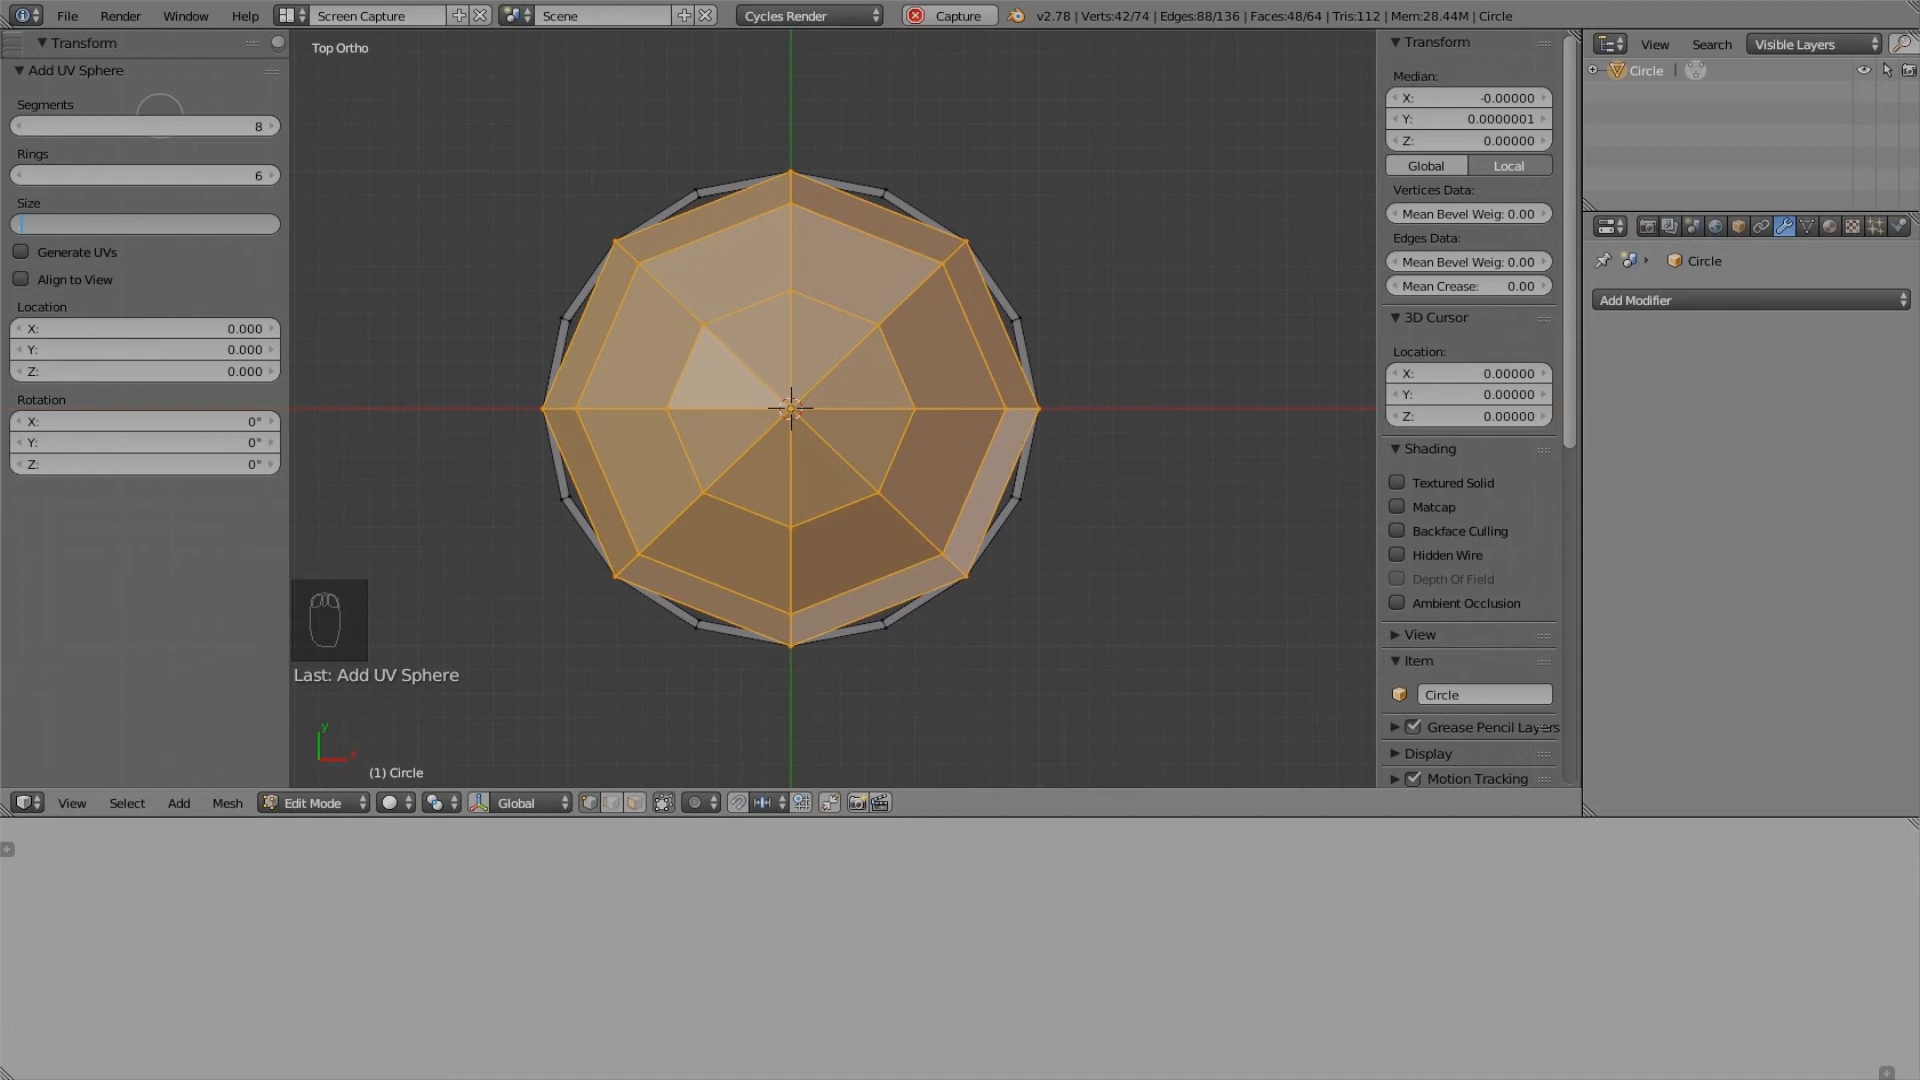 File Render Window Help Screen Capture Scene Cycles Render Capture v2.78 | Verts:42/74 | Edges:88/136 | Faces:48/64 | Tris:112 | Mem:28.44M | Circle
Transform
Add UV Sphere
Segments
8
Rings
6
Size
Generate UVs
Align to View
Location
X: 0.000
Y: 0.000
Z: 0.000
Rotation
X: 0°
Y: 0°
Z: 0°
Top Ortho
Last: Add UV Sphere
y
x
(1) Circle
View Select Add Mesh Edit Mode Global
Transform
Median:
X: -0.00000
Y: 0.0000001
Z: 0.00000
Global Local
Vertices Data:
Mean Bevel Weig: 0.00
Edges Data:
Mean Bevel Weig: 0.00
Mean Crease: 0.00
3D Cursor
Location:
X: 0.00000
Y: 0.00000
Z: 0.00000
Shading
Textured Solid
Matcap
Backface Culling
Hidden Wire
Depth Of Field
Ambient Occlusion
View
Item
Circle
Grease Pencil Layers
Display
Motion Tracking
View Search Visible Layers
Circle
Circle
Add Modifier